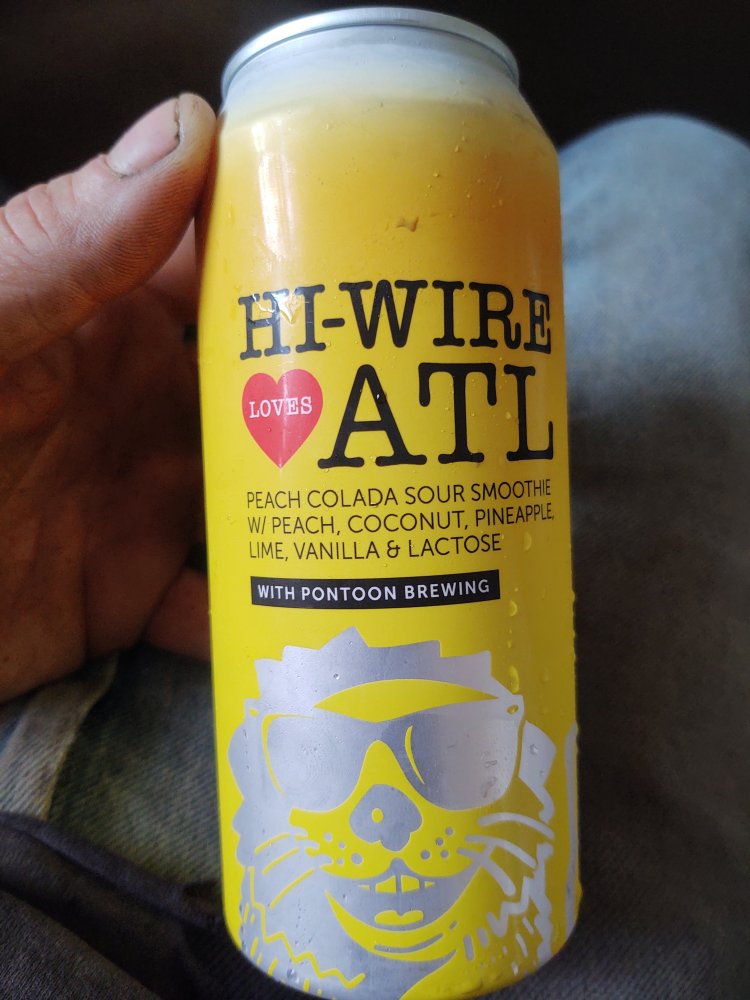 HI-WIRE
LOVES ATL
PEACH COLADA SOUR SMOOTHIE
W/ PEACH, COCONUT, PINEAPPLE,
LIME, VANILLA & LACTOSE
WITH PONTOON BREWING